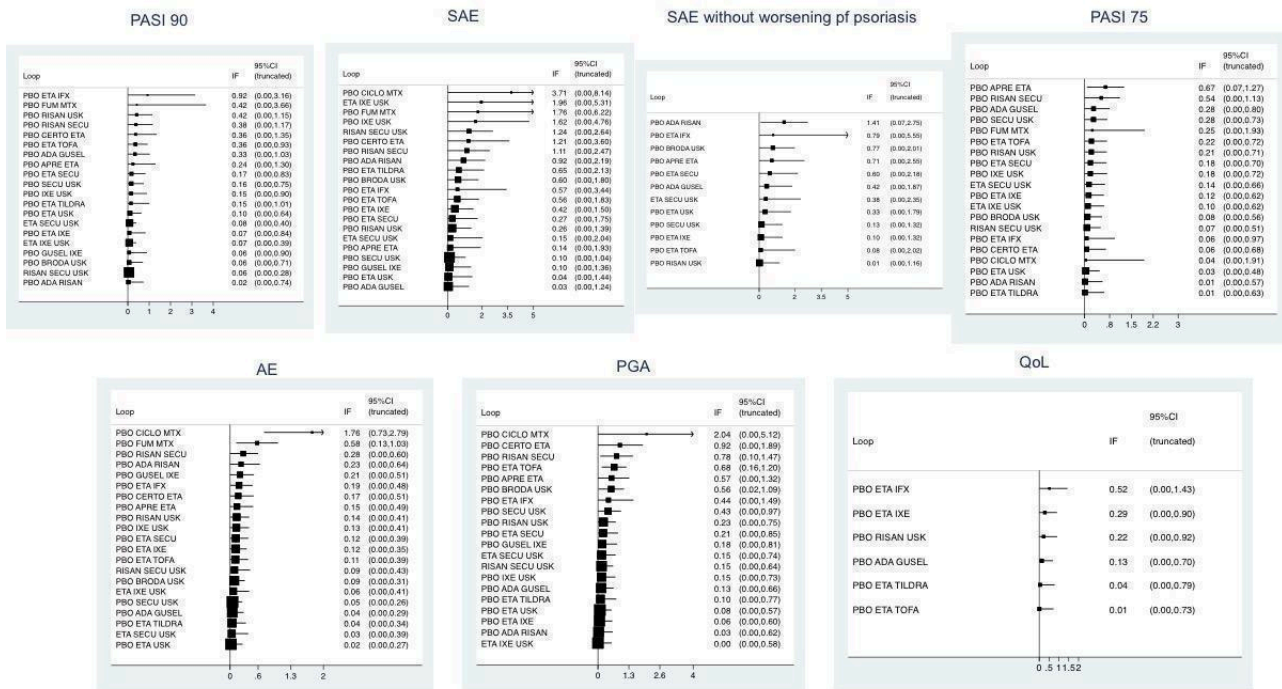 PASI 90
Loop IF 95%CI (truncated)
PBO ETA IFX 0.92 (0.00,3.16)
PBO FUM MTX 0.42 (0.00,3.66)
PBO RISAN USK 0.42 (0.00,1.15)
PBO RISAN SECU 0.38 (0.00,1.17)
PBO CERTO ETA 0.36 (0.00,1.35)
PBO ETA TOFA 0.36 (0.00,0.93)
PBO ADA GUSEL 0.33 (0.00,1.03)
PBO APRE ETA 0.24 (0.00,1.30)
PBO ETA SECU 0.17 (0.00,0.83)
PBO SECU USK 0.16 (0.00,0.75)
PBO IXE USK 0.15 (0.00,0.90)
PBO ETA TILDRA 0.15 (0.00,1.01)
PBO ETA USK 0.10 (0.00,0.64)
ETA SECU USK 0.08 (0.00,0.40)
PBO ETA IXE 0.07 (0.00,0.84)
ETA IXE USK 0.07 (0.00,0.39)
PBO GUSEL IXE 0.06 (0.00,0.90)
PBO BRODA USK 0.06 (0.00,0.71)
RISAN SECU USK 0.06 (0.00,0.28)
PBO ADA RISAN 0.02 (0.00,0.74)
0 1 2 3 4
SAE
Loop IF 95%CI (truncated)
PBO CICLO MTX 3.71 (0.00,8.14)
ETA IXE USK 1.96 (0.00,5.31)
PBO FUM MTX 1.76 (0.00,6.22)
PBO IXE USK 1.62 (0.00,4.76)
RISAN SECU USK 1.24 (0.00,2.64)
PBO CERTO ETA 1.21 (0.00,3.60)
PBO RISAN SECU 1.11 (0.00,2.47)
PBO ADA RISAN 0.92 (0.00,2.19)
PBO ETA TILDRA 0.65 (0.00,2.13)
PBO BRODA USK 0.60 (0.00,1.80)
PBO ETA IFX 0.57 (0.00,3.44)
PBO ETA TOFA 0.56 (0.00,1.83)
PBO ETA IXE 0.42 (0.00,1.50)
PBO ETA SECU 0.27 (0.00,1.75)
PBO RISAN USK 0.26 (0.00,1.39)
ETA SECU USK 0.15 (0.00,2.04)
PBO APRE ETA 0.14 (0.00,1.93)
PBO SECU USK 0.10 (0.00,1.04)
PBO GUSEL IXE 0.10 (0.00,1.36)
PBO ETA USK 0.04 (0.00,1.44)
PBO ADA GUSEL 0.03 (0.00,1.24)
0 2 3.5 5
SAE without worsening pf psoriasis
Loop IF 95%CI (truncated)
PBO ADA RISAN 1.41 (0.07,2.75)
PBO ETA IFX 0.79 (0.00,5.55)
PBO BRODA USK 0.77 (0.00,2.01)
PBO APRE ETA 0.71 (0.00,2.55)
PBO ETA SECU 0.60 (0.00,2.18)
PBO ADA GUSEL 0.42 (0.00,1.87)
ETA SECU USK 0.38 (0.00,2.35)
PBO ETA USK 0.33 (0.00,1.79)
PBO SECU USK 0.13 (0.00,1.32)
PBO ETA IXE 0.10 (0.00,1.32)
PBO ETA TOFA 0.08 (0.00,2.02)
PBO RISAN USK 0.01 (0.00,1.16)
0 2 3.5 5
PASI 75
Loop IF 95%CI (truncated)
PBO APRE ETA 0.67 (0.07,1.27)
PBO RISAN SECU 0.54 (0.00,1.13)
PBO ADA GUSEL 0.28 (0.00,0.80)
PBO SECU USK 0.28 (0.00,0.73)
PBO FUM MTX 0.25 (0.00,1.93)
PBO ETA TOFA 0.22 (0.00,0.72)
PBO RISAN USK 0.21 (0.00,0.71)
PBO ETA SECU 0.18 (0.00,0.70)
PBO IXE USK 0.18 (0.00,0.72)
ETA SECU USK 0.14 (0.00,0.66)
PBO ETA IXE 0.12 (0.00,0.62)
ETA IXE USK 0.10 (0.00,0.62)
PBO BRODA USK 0.08 (0.00,0.56)
RISAN SECU USK 0.07 (0.00,0.51)
PBO ETA IFX 0.06 (0.00,0.97)
PBO CERTO ETA 0.06 (0.00,0.68)
PBO CICLO MTX 0.04 (0.00,1.91)
PBO ETA USK 0.03 (0.00,0.48)
PBO ADA RISAN 0.01 (0.00,0.57)
PBO ETA TILDRA 0.01 (0.00,0.63)
0 .8 1.5 2.2 3
AE
Loop IF 95%CI (truncated)
PBO CICLO MTX 1.76 (0.73,2.79)
PBO FUM MTX 0.58 (0.13,1.03)
PBO RISAN SECU 0.28 (0.00,0.60)
PBO ADA RISAN 0.23 (0.00,0.64)
PBO GUSEL IXE 0.21 (0.00,0.51)
PBO ETA IFX 0.19 (0.00,0.48)
PBO CERTO ETA 0.17 (0.00,0.51)
PBO APRE ETA 0.15 (0.00,0.49)
PBO RISAN USK 0.14 (0.00,0.41)
PBO IXE USK 0.13 (0.00,0.41)
PBO ETA SECU 0.12 (0.00,0.39)
PBO ETA IXE 0.12 (0.00,0.35)
PBO ETA TOFA 0.11 (0.00,0.39)
RISAN SECU USK 0.09 (0.00,0.43)
PBO BRODA USK 0.09 (0.00,0.31)
ETA IXE USK 0.06 (0.00,0.41)
PBO SECU USK 0.05 (0.00,0.26)
PBO ADA GUSEL 0.04 (0.00,0.29)
PBO ETA TILDRA 0.04 (0.00,0.34)
ETA SECU USK 0.03 (0.00,0.39)
PBO ETA USK 0.02 (0.00,0.27)
0 .6 1.3 2
PGA
Loop IF 95%CI (truncated)
PBO CICLO MTX 2.04 (0.00,5.12)
PBO CERTO ETA 0.92 (0.00,1.89)
PBO RISAN SECU 0.78 (0.10,1.47)
PBO ETA TOFA 0.68 (0.16,1.20)
PBO APRE ETA 0.57 (0.00,1.32)
PBO BRODA USK 0.56 (0.02,1.09)
PBO ETA IFX 0.44 (0.00,1.49)
PBO SECU USK 0.43 (0.00,0.97)
PBO RISAN USK 0.23 (0.00,0.75)
PBO ETA SECU 0.21 (0.00,0.85)
PBO GUSEL IXE 0.18 (0.00,0.81)
ETA SECU USK 0.15 (0.00,0.74)
RISAN SECU USK 0.15 (0.00,0.64)
PBO IXE USK 0.15 (0.00,0.73)
PBO ADA GUSEL 0.13 (0.00,0.66)
PBO ETA TILDRA 0.10 (0.00,0.77)
PBO ETA USK 0.08 (0.00,0.57)
PBO ETA IXE 0.06 (0.00,0.60)
PBO ADA RISAN 0.03 (0.00,0.62)
ETA IXE USK 0.00 (0.00,0.58)
0 1.3 3 4
QoL
Loop IF 95%CI (truncated)
PBO ETA IFX 0.52 (0.00,1.43)
PBO ETA IXE 0.29 (0.00,0.90)
PBO RISAN USK 0.22 (0.00,0.92)
PBO ADA GUSEL 0.13 (0.00,0.70)
PBO ETA TILDRA 0.04 (0.00,0.79)
PBO ETA TOFA 0.01 (0.00,0.73)
0 .5 1 1.5 2